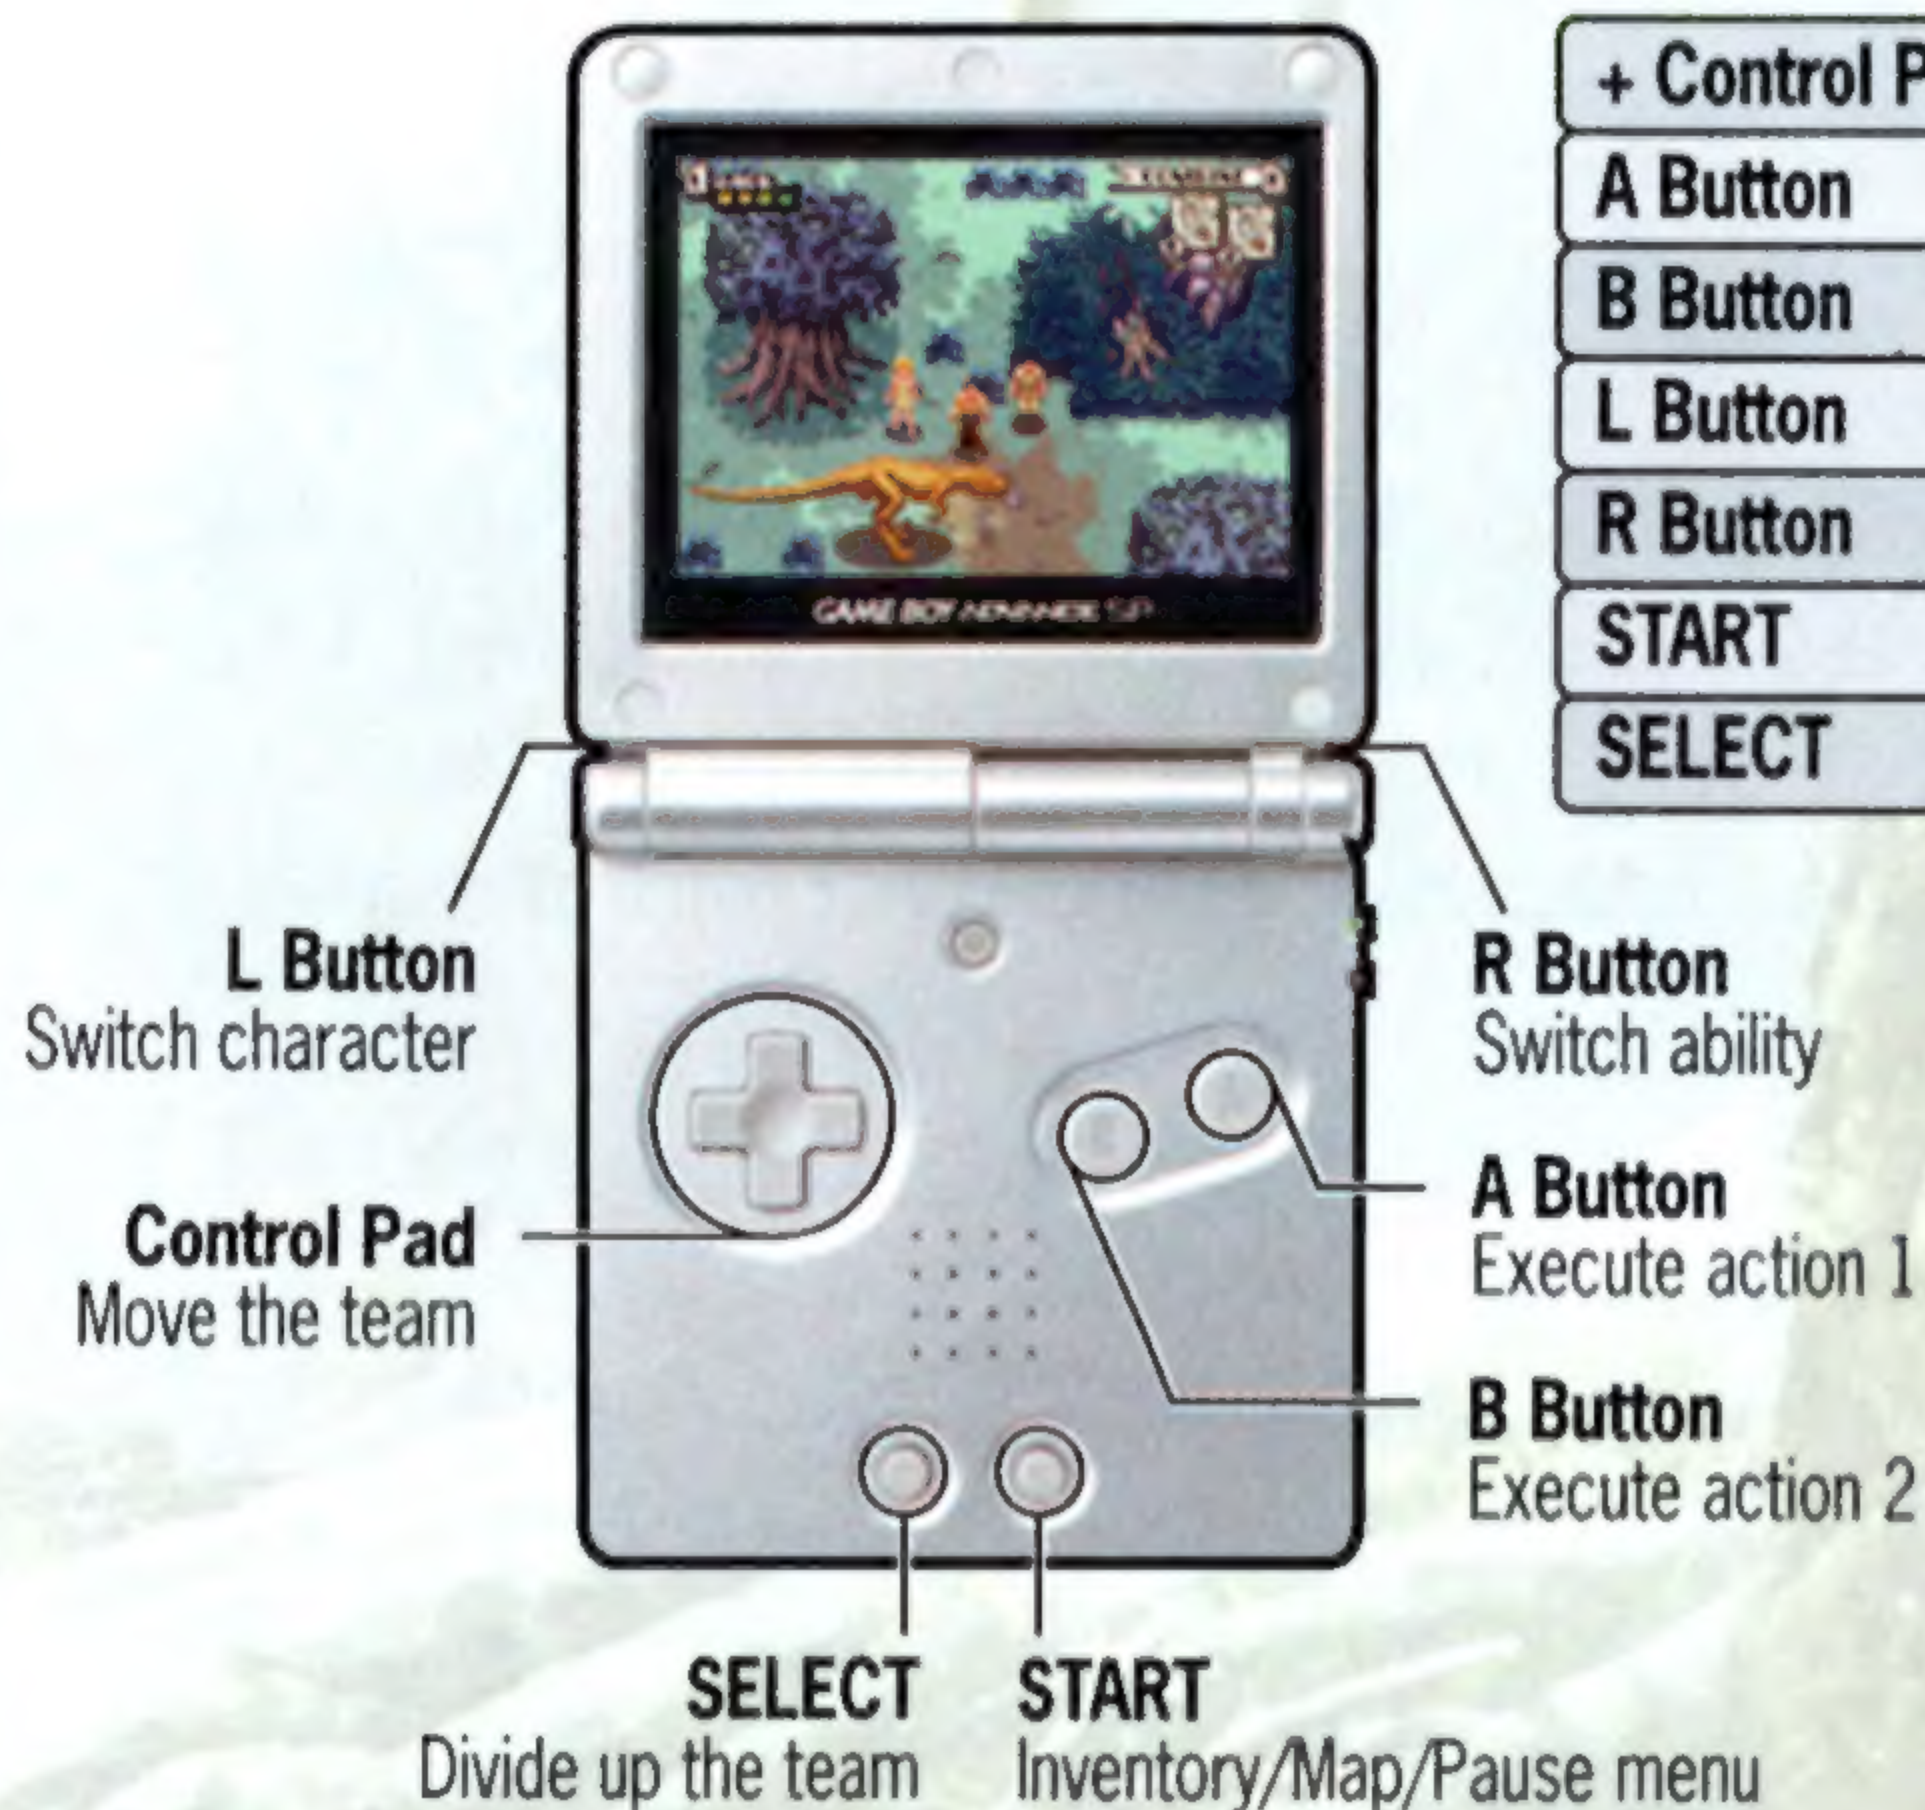 + Control P
A Button
B Button
L Button
R Button
START
SELECT
GAME BOY ADVANCE SP
L Button
Switch character
R Button
Switch ability
Control Pad
Move the team
A Button
Execute action 1
B Button
Execute action 2
SELECT
Divide up the team
START
Inventory/Map/Pause menu